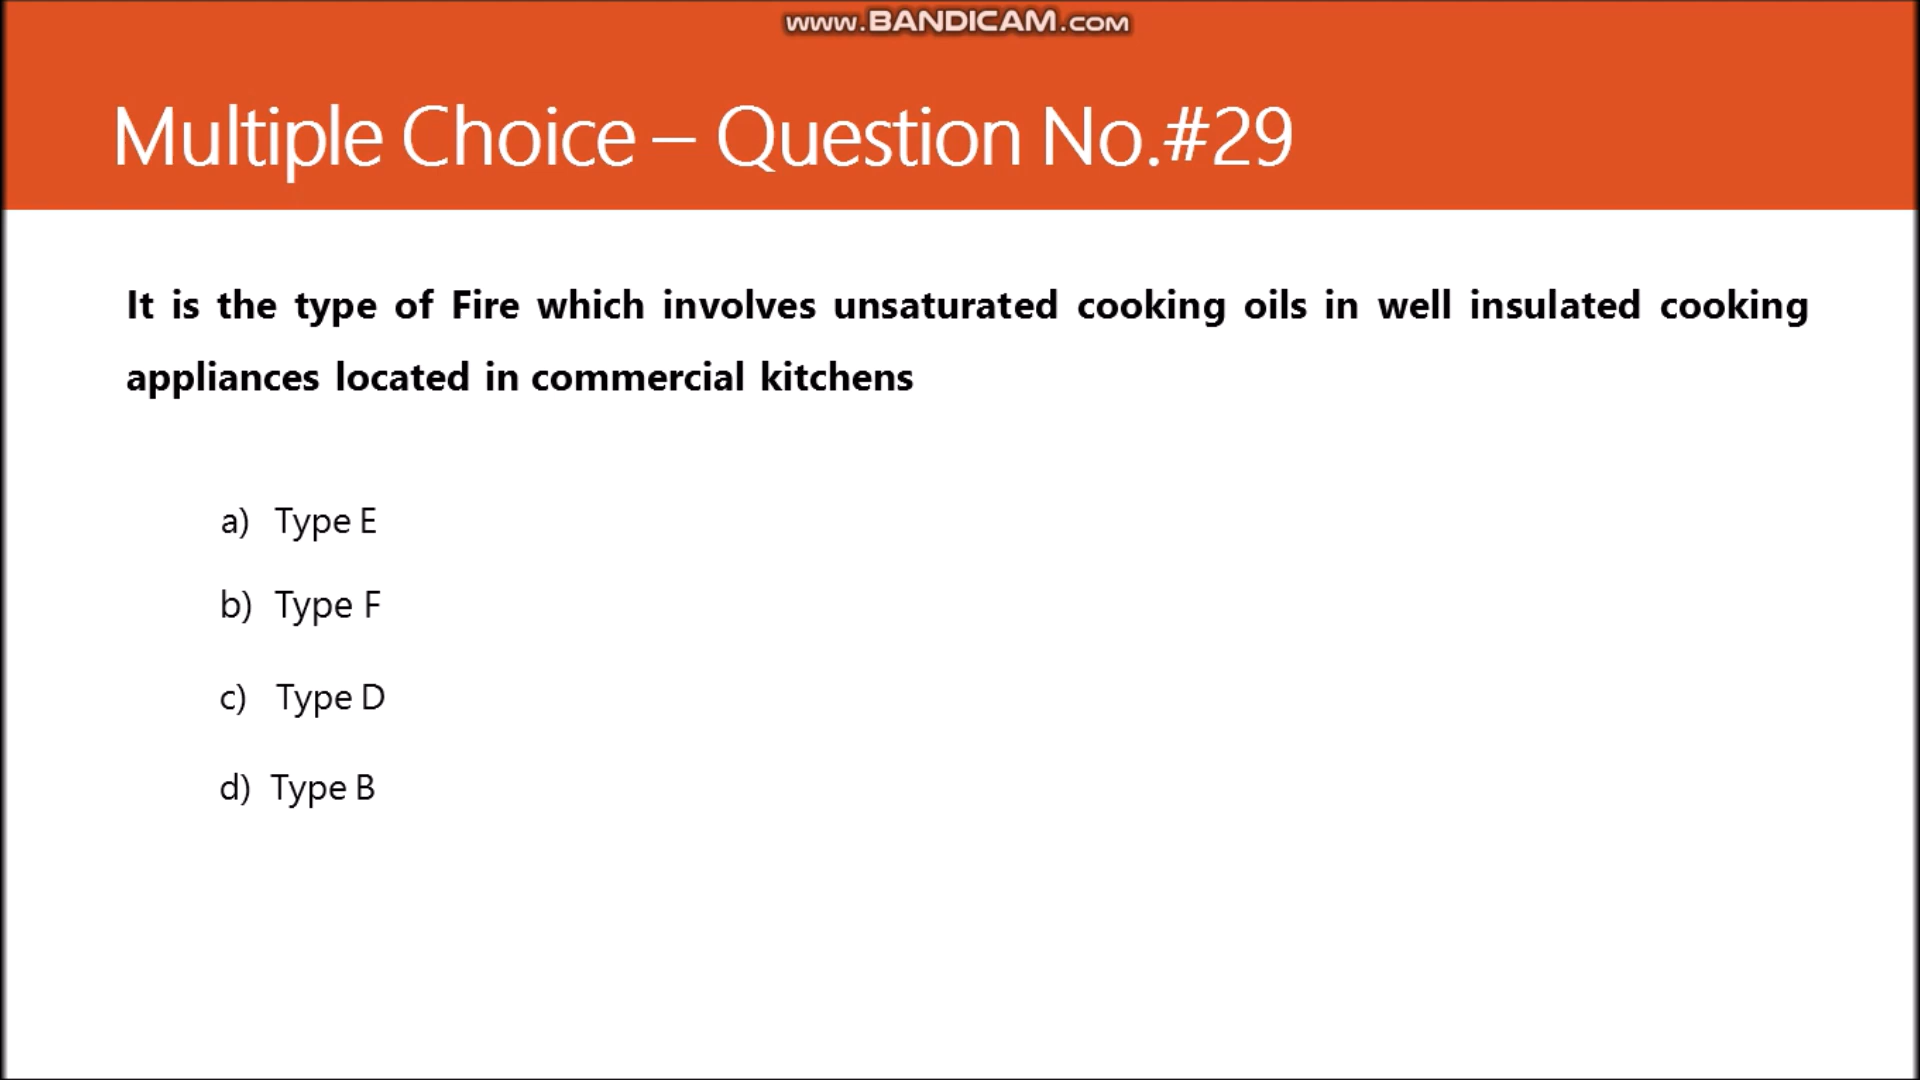 www.BANDICAM.com
Multiple Choice – Question No.#29
It is the type of Fire which involves unsaturated cooking oils in well insulated cooking
appliances located in commercial kitchens
a) Type E
b) Type F
c) Type D
d) Type B